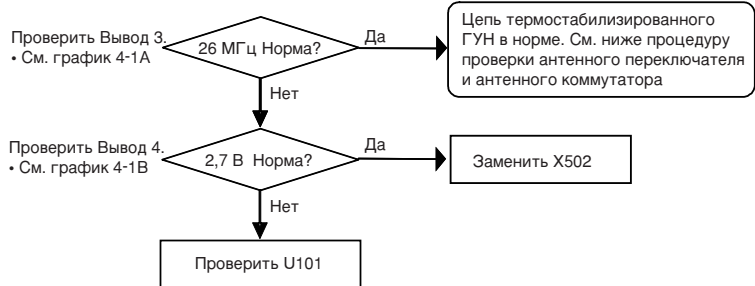 Проверить Вывод 3.
• См. график 4-1А
26 МГц Норма?
Да
Цепь термостабилизированного
ГУН в норме. См. ниже процедуру
проверки антенного переключателя
и антенного коммутатора
Нет
Проверить Вывод 4.
• См. график 4-1В
2,7 В Норма?
Да
Заменить X502
Нет
Проверить U101